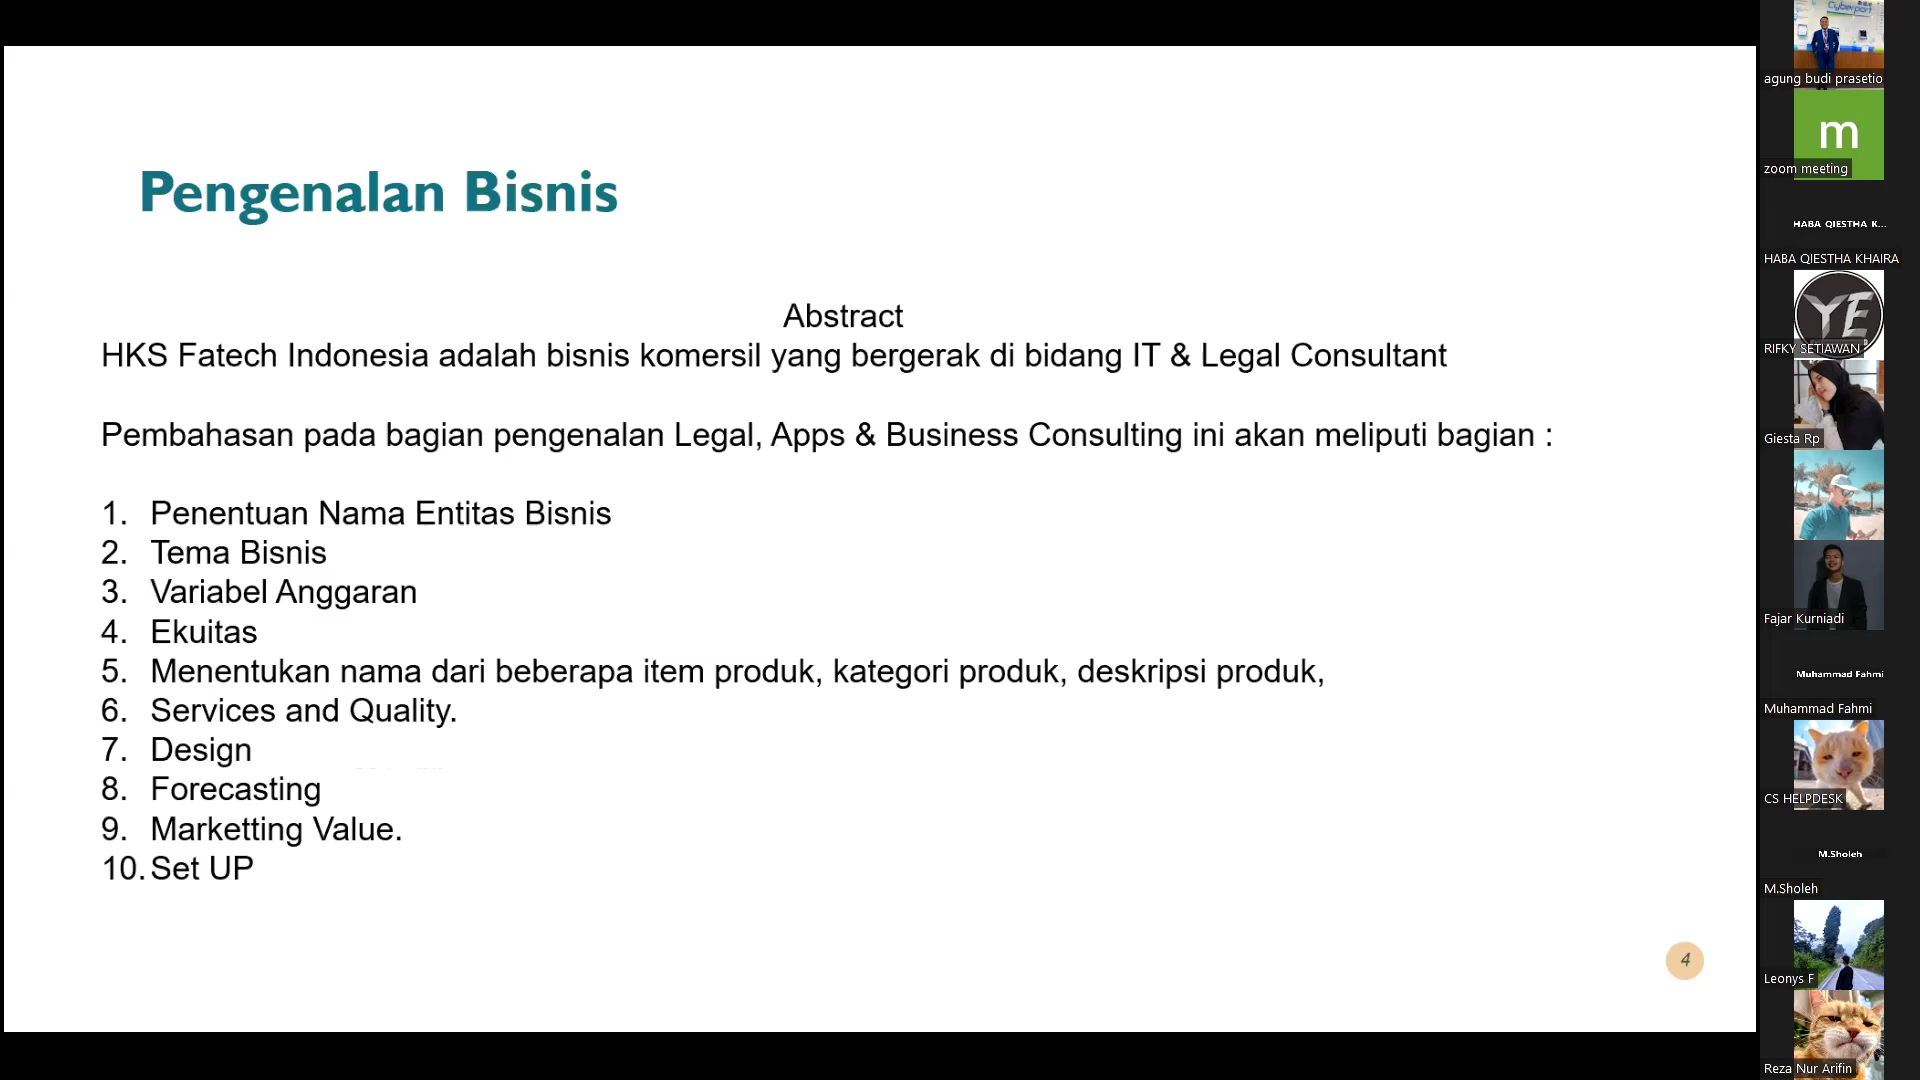 Pengenalan Bisnis
Abstract
HKS Fatech Indonesia adalah bisnis komersil yang bergerak di bidang IT & Legal Consultant
Pembahasan pada bagian pengenalan Legal, Apps & Business Consulting ini akan meliputi bagian :
1. Penentuan Nama Entitas Bisnis
2. Tema Bisnis
3. Variabel Anggaran
4. Ekuitas
5. Menentukan nama dari beberapa item produk, kategori produk, deskripsi produk,
6. Services and Quality.
7. Design
8. Forecasting
9. Marketting Value.
10. Set UP
4
Cyberport
agung budi prasetio
m
zoom meeting
HABA QIESTHA K...
HABA QIESTHA KHAIRA
YE
RIFKY SETIAWAN
Giesta Rp
Fajar Kurniadi
Muhammad Fahmi
Muhammad Fahmi
CS HELPDESK
M.Sholeh
M.Sholeh
Leonys F
Reza Nur Arifin